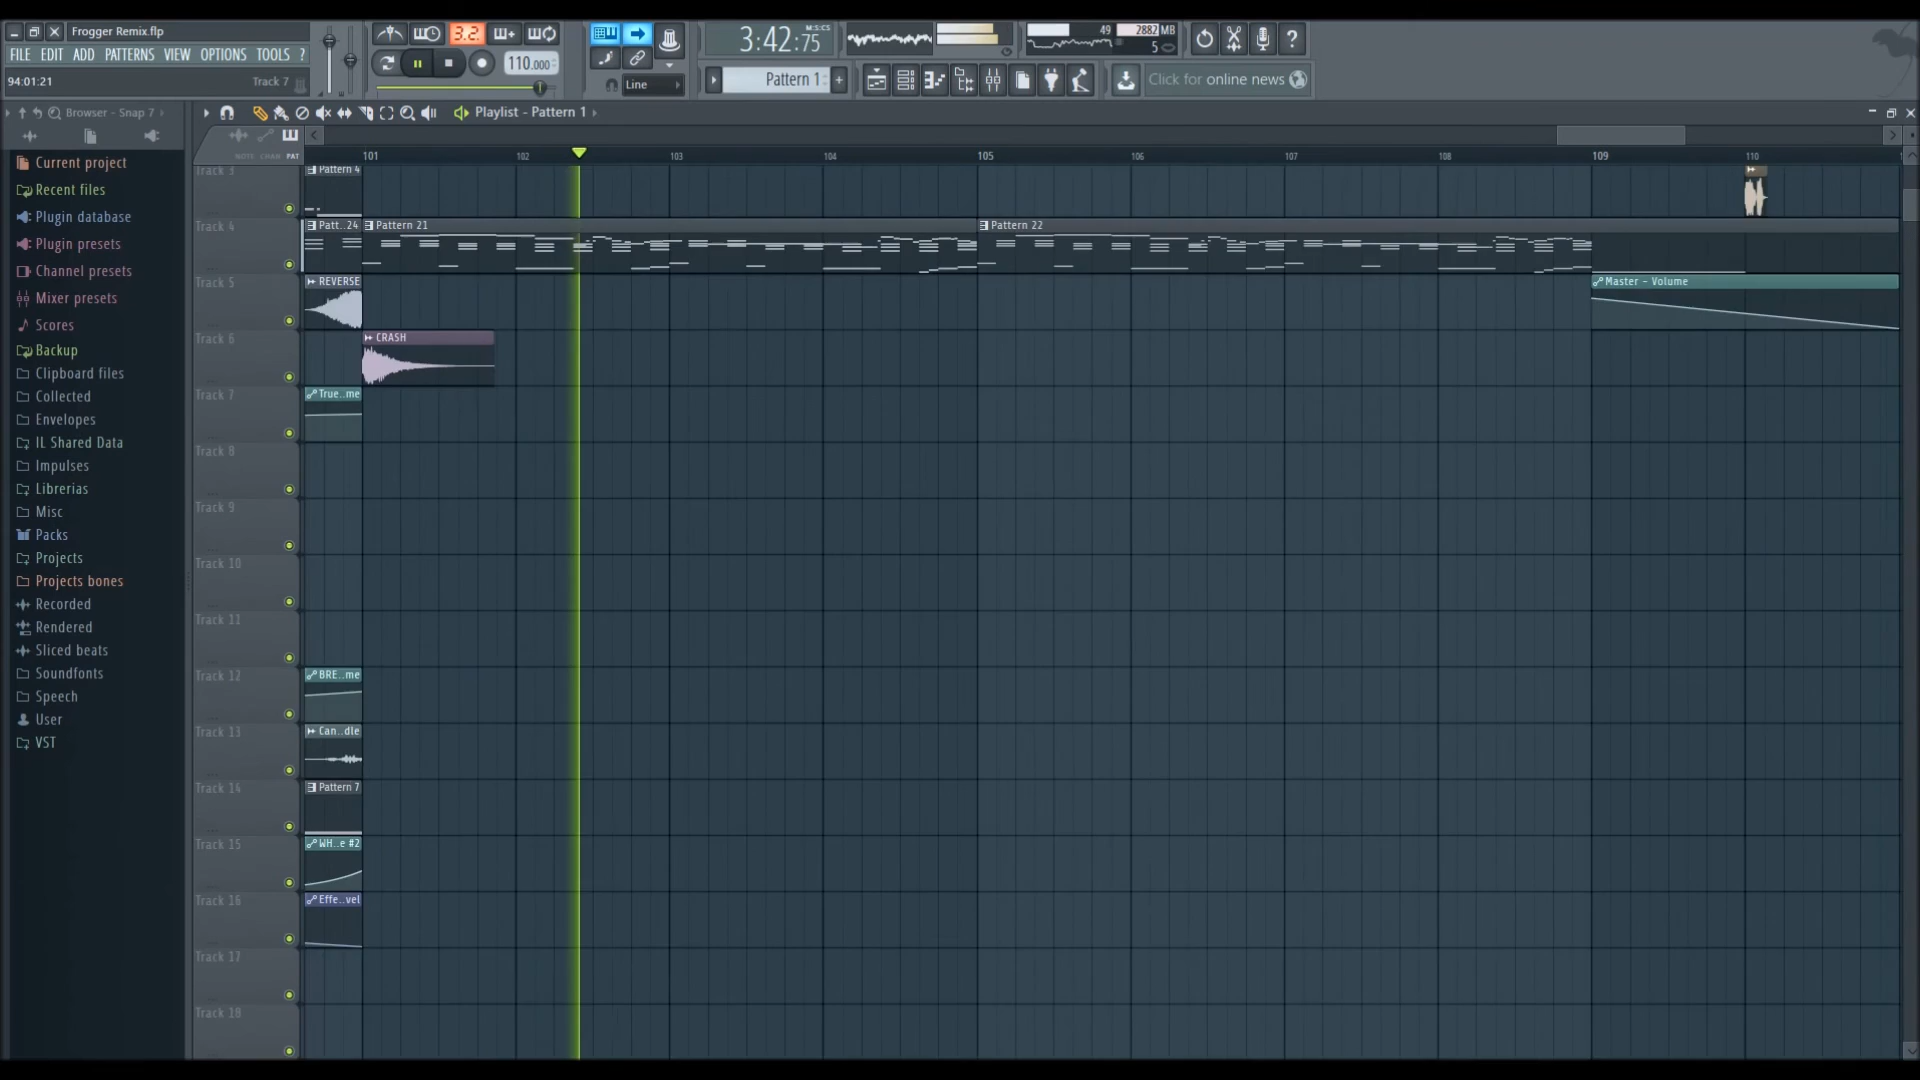 Frogger Remix.flp
FILE EDIT ADD PATTERNS VIEW OPTIONS TOOLS ?
94:01:21 Track 7
3.2.
110.000
Line
3:42:75
M:S:CS
Pattern 1
49 2882 MB
5
Click for online news
Browser - Snap 7
Playlist - Pattern 1
NOTE CHAN PAT
101 102 103 104 105 106 107 108 109 110
Current project
Recent files
Plugin database
Plugin presets
Channel presets
Mixer presets
Scores
Backup
Clipboard files
Collected
Envelopes
IL Shared Data
Impulses
Librerias
Misc
Packs
Projects
Projects bones
Recorded
Rendered
Sliced beats
Soundfonts
Speech
User
VST
Track 3 Pattern 4
Track 4 Patt..24 Pattern 21 Pattern 22
Track 5 REVERSE Master - Volume
Track 6 CRASH
Track 7 True..me
Track 8
Track 9
Track 10
Track 11
Track 12 BRE..me
Track 13 Can..dle
Track 14 Pattern 7
Track 15 WH..e #2
Track 16 Effe..vel
Track 17
Track 18